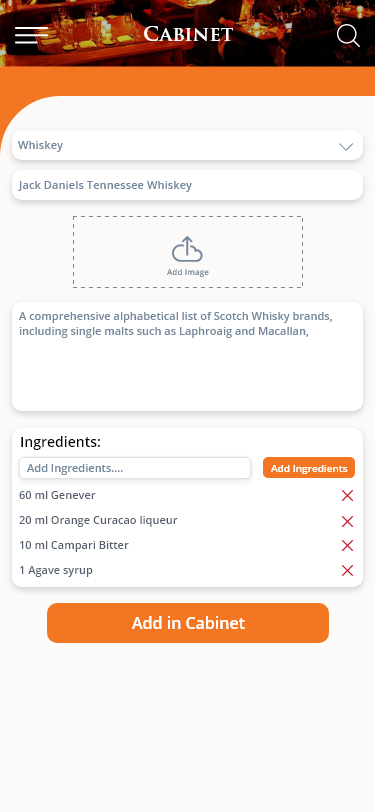 Cabinet
Whiskey
Jack Daniels Tennessee Whiskey
Add Image
A comprehensive alphabetical list of Scotch Whisky brands,
including single malts such as Laphroaig and Macallan,
Ingredients:
Add Ingredients.... Add Ingredients
60 ml Genever
20 ml Orange Curacao liqueur
10 ml Campari Bitter
1 Agave syrup
Add in Cabinet